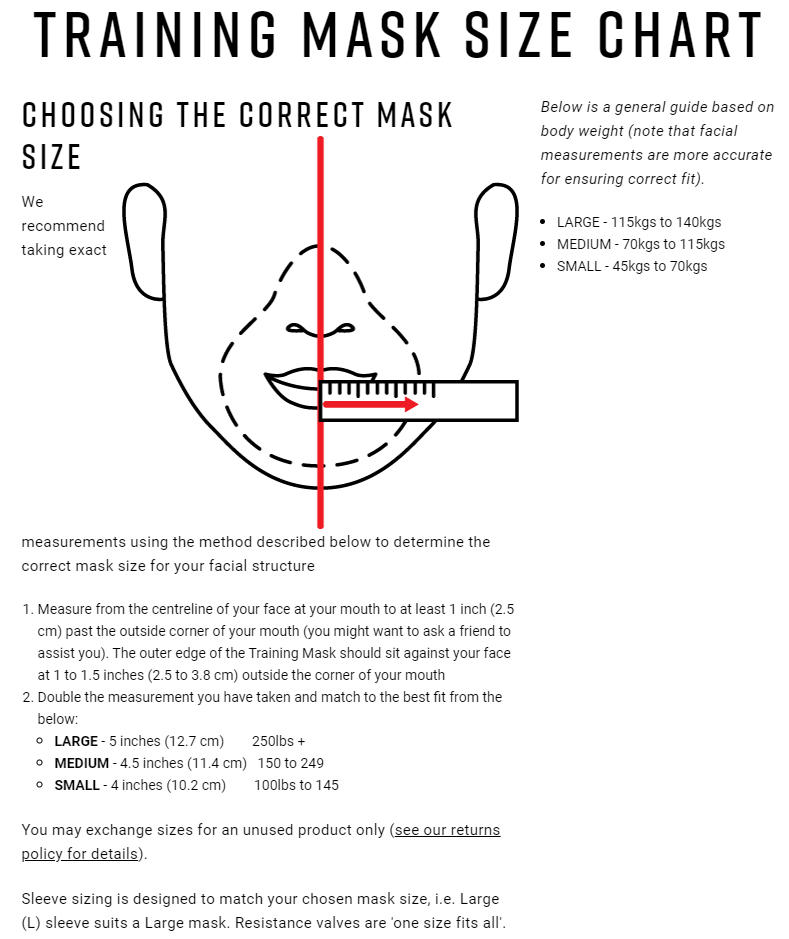 TRAINING MASK SIZE CHART
CHOOSING THE CORRECT MASK
SIZE
We
recommend
taking exact
measurements using the method described below to determine the
correct mask size for your facial structure
1. Measure from the centreline of your face at your mouth to at least 1 inch (2.5
cm) past the outside corner of your mouth (you might want to ask a friend to
assist you). The outer edge of the Training Mask should sit against your face
at 1 to 1.5 inches (2.5 to 3.8 cm) outside the corner of your mouth
2. Double the measurement you have taken and match to the best fit from the
below:
LARGE - 5 inches (12.7 cm) 250lbs +
MEDIUM - 4.5 inches (11.4 cm) 150 to 249
SMALL - 4 inches (10.2 cm) 100lbs to 145
You may exchange sizes for an unused product only (see our returns
policy for details).
Sleeve sizing is designed to match your chosen mask size, i.e. Large
(L) sleeve suits a Large mask. Resistance valves are 'one size fits all'.
Below is a general guide based on
body weight (note that facial
measurements are more accurate
for ensuring correct fit).
LARGE - 115kgs to 140kgs
MEDIUM - 70kgs to 115kgs
SMALL - 45kgs to 70kgs